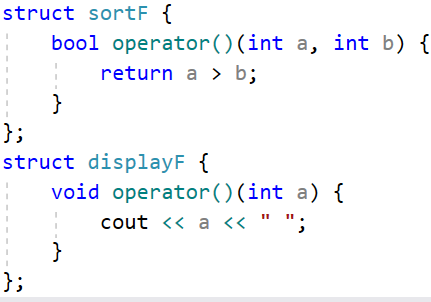 struct sortF {
    bool operator()(int a, int b) {
        return a > b;
    }
};
struct displayF {
    void operator()(int a) {
        cout << a << " ";
    }
};